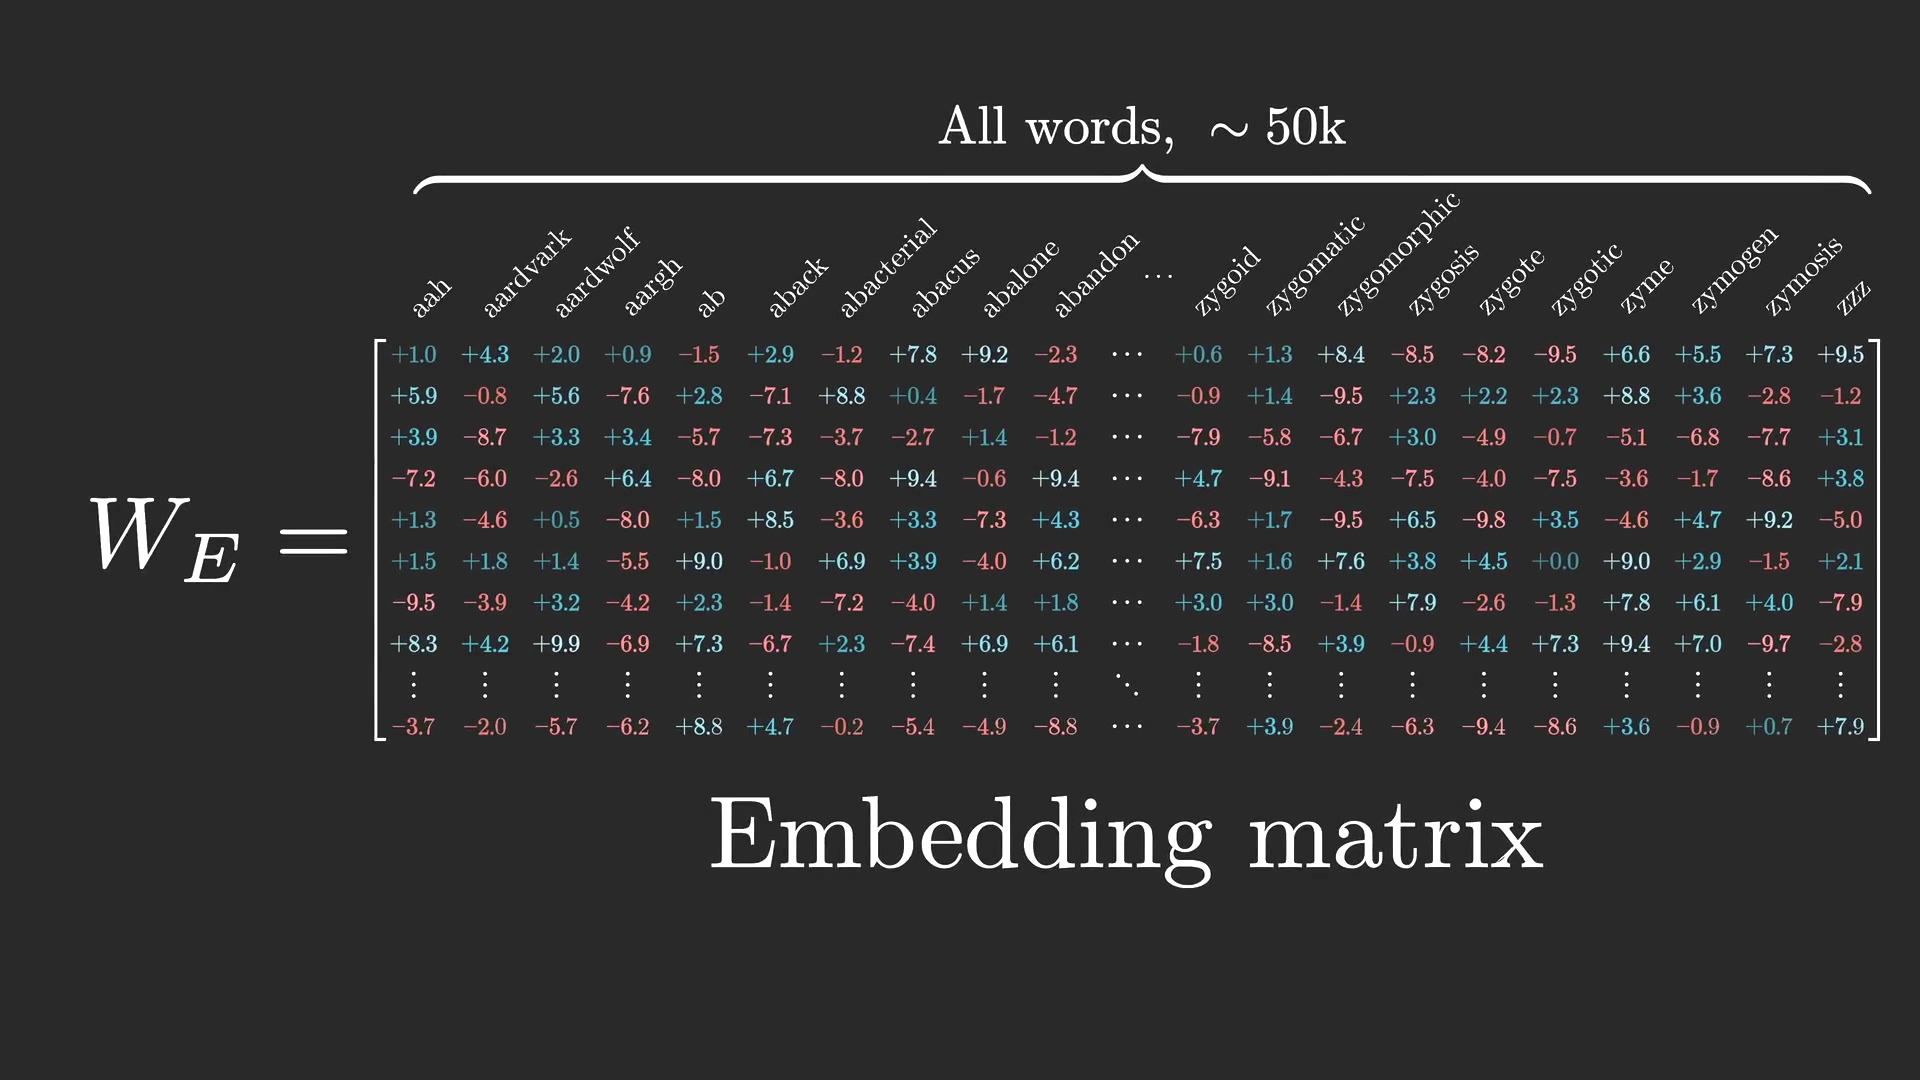 All words, ∼ 50k
aah aardvark aardwolf aargh ab aback abacterial abacus abalone abandon ⋯ zygoid zygomatic zygomorphic zygosis zygote zygotic zyme zymogen zymosis zzz
+1.0 +4.3 +2.0 +0.9 −1.5 +2.9 −1.2 +7.8 +9.2 −2.3 ⋯ +0.6 +1.3 +8.4 −8.5 −8.2 −9.5 +6.6 +5.5 +7.3 +9.5
+5.9 −0.8 +5.6 −7.6 +2.8 −7.1 +8.8 +0.4 −1.7 −4.7 ⋯ −0.9 +1.4 −9.5 +2.3 +2.2 +2.3 +8.8 +3.6 −2.8 −1.2
+3.9 −8.7 +3.3 +3.4 −5.7 −7.3 −3.7 −2.7 +1.4 −1.2 ⋯ −7.9 −5.8 −6.7 +3.0 −4.9 −0.7 −5.1 −6.8 −7.7 +3.1
−7.2 −6.0 −2.6 +6.4 −8.0 +6.7 −8.0 +9.4 −0.6 +9.4 ⋯ +4.7 −9.1 −4.3 −7.5 −4.0 −7.5 −3.6 −1.7 −8.6 +3.8
W_E =
+1.3 −4.6 +0.5 −8.0 +1.5 +8.5 −3.6 +3.3 −7.3 +4.3 ⋯ −6.3 +1.7 −9.5 +6.5 −9.8 +3.5 −4.6 +4.7 +9.2 −5.0
+1.5 +1.8 +1.4 −5.5 +9.0 −1.0 +6.9 +3.9 −4.0 +6.2 ⋯ +7.5 +1.6 +7.6 +3.8 +4.5 +0.0 +9.0 +2.9 −1.5 +2.1
−9.5 −3.9 +3.2 −4.2 +2.3 −1.4 −7.2 −4.0 +1.4 +1.8 ⋯ +3.0 +3.0 −1.4 +7.9 −2.6 −1.3 +7.8 +6.1 +4.0 −7.9
+8.3 +4.2 +9.9 −6.9 +7.3 −6.7 +2.3 −7.4 +6.9 +6.1 ⋯ −1.8 −8.5 +3.9 −0.9 +4.4 +7.3 +9.4 +7.0 −9.7 −2.8
⋮ ⋮ ⋮ ⋮ ⋮ ⋮ ⋮ ⋮ ⋮ ⋮ ⋱ ⋮ ⋮ ⋮ ⋮ ⋮ ⋮ ⋮ ⋮ ⋮ ⋮
−3.7 −2.0 −5.7 −6.2 +8.8 +4.7 −0.2 −5.4 −4.9 −8.8 ⋯ −3.7 +3.9 −2.4 −6.3 −9.4 −8.6 +3.6 −0.9 +0.7 +7.9
Embedding matrix